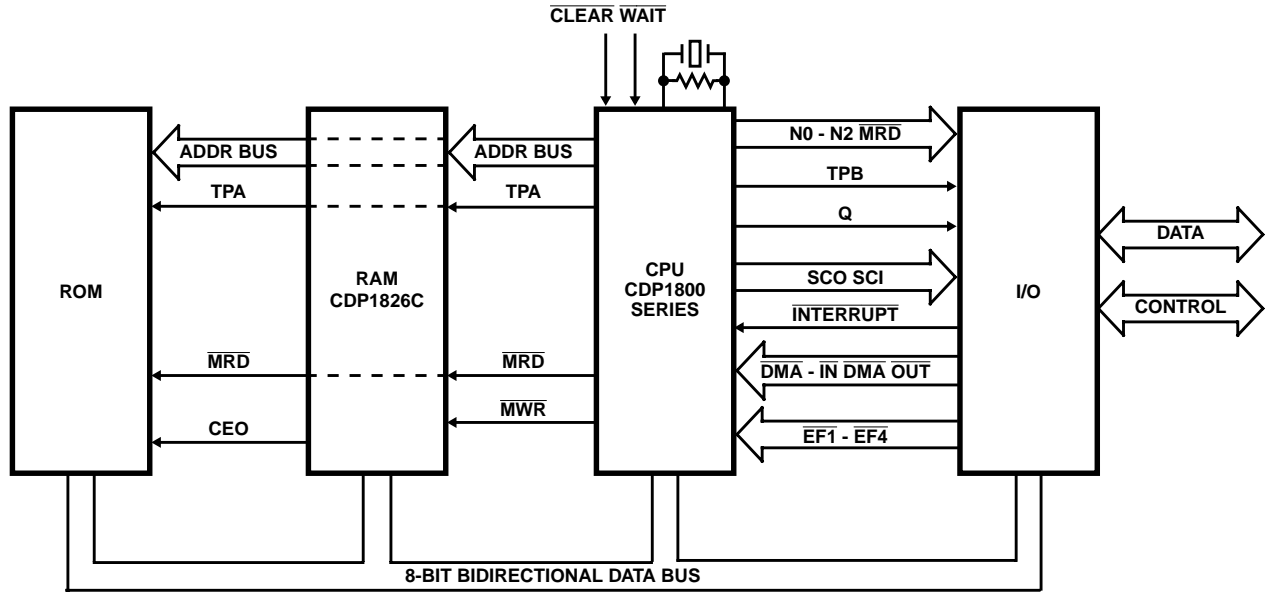 CLEAR WAIT
ADDR BUS
TPA
MRD
CEO
ROM
RAM
CDP1826C
ADDR BUS
TPA
MRD
MWR
CPU
CDP1800
SERIES
N0 - N2 MRD
TPB
Q
SCO SCI
INTERRUPT
DMA - IN DMA OUT
EF1 - EF4
I/O
DATA
CONTROL
8-BIT BIDIRECTIONAL DATA BUS